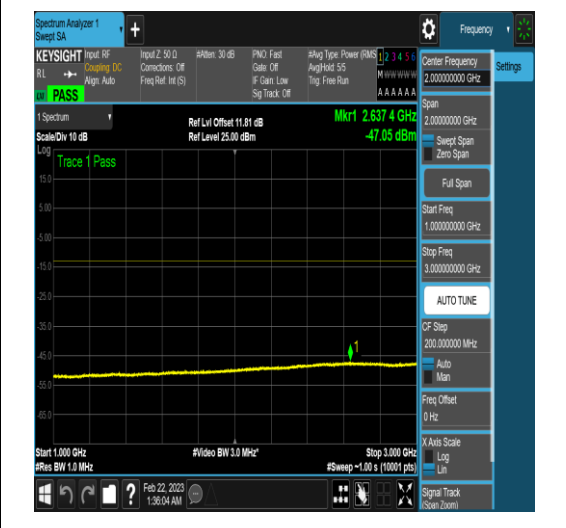 Spectrum Analyzer 1
Swept SA
Frequency
KEYSIGHT
RL
Input: RF
Coupling: DC
Align: Auto
Input Z: 50 Ω
Corrections: Off
Freq Ref: Int (S)
#Atten: 30 dB
PNO: Fast
Gate: Off
IF Gain: Low
Sig Track: Off
#Avg Type: Power (RMS
Avg|Hold: 5/5
Trig: Free Run
1 2 3 4 5 6
M W W W W W
A A A A A A
PASS
1 Spectrum
Scale/Div 10 dB
Ref Lvl Offset 11.81 dB
Ref Level 25.00 dBm
Mkr1 2.637 4 GHz
-47.05 dBm
Log
Trace 1 Pass
15.0
5.00
-5.00
-15.0
-25.0
-35.0
-45.0
-55.0
-65.0
1
Start 1.000 GHz
#Res BW 1.0 MHz
#Video BW 3.0 MHz*
Stop 3.000 GHz
#Sweep ~1.00 s (10001 pts)
Feb 22, 2023
1:36:04 AM
?
Center Frequency
2.000000000 GHz
Settings
Span
2.00000000 GHz
Swept Span
Zero Span
Full Span
Start Freq
1.000000000 GHz
Stop Freq
3.000000000 GHz
AUTO TUNE
CF Step
200.000000 MHz
Auto
Man
Freq Offset
0 Hz
X Axis Scale
Log
Lin
Signal Track
(Span Zoom)